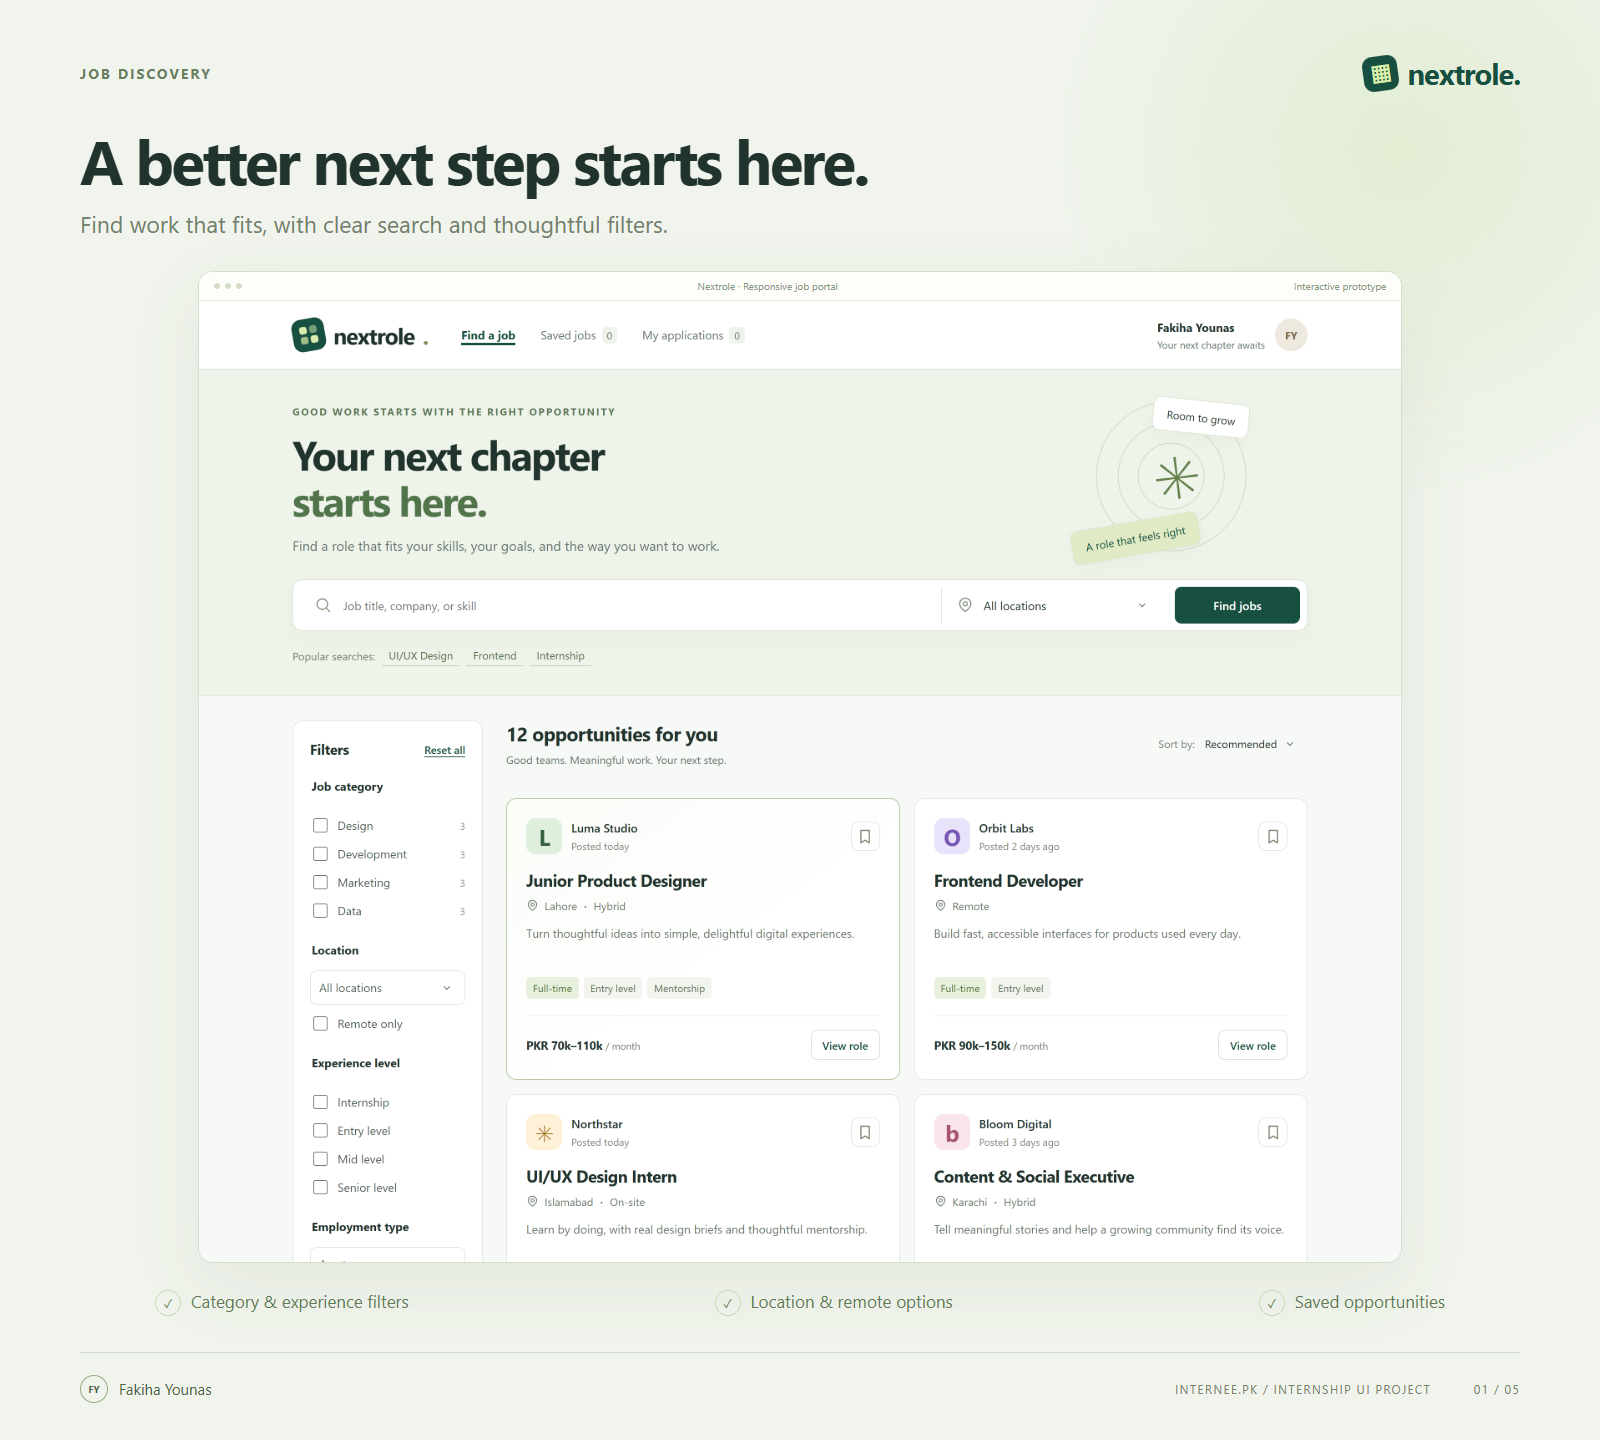 JOB DISCOVERY
nextrole.
A better next step starts here.
Find work that fits, with clear search and thoughtful filters.
Nextrole · Responsive job portal
Interactive prototype
nextrole .
Find a job
Saved jobs 0
My applications 0
Fakiha Younas
Your next chapter awaits
FY
GOOD WORK STARTS WITH THE RIGHT OPPORTUNITY
Your next chapter
starts here.
Find a role that fits your skills, your goals, and the way you want to work.
Room to grow
A role that feels right
Job title, company, or skill
All locations
Find jobs
Popular searches: UI/UX Design Frontend Internship
Filters
Reset all
Job category
Design 3
Development 3
Marketing 3
Data 3
Location
All locations
Remote only
Experience level
Internship
Entry level
Mid level
Senior level
Employment type
12 opportunities for you
Good teams. Meaningful work. Your next step.
Sort by: Recommended
L
Luma Studio
Posted today
Junior Product Designer
Lahore · Hybrid
Turn thoughtful ideas into simple, delightful digital experiences.
Full-time Entry level Mentorship
PKR 70k–110k / month
View role
O
Orbit Labs
Posted 2 days ago
Frontend Developer
Remote
Build fast, accessible interfaces for products used every day.
Full-time Entry level
PKR 90k–150k / month
View role
Northstar
Posted today
UI/UX Design Intern
Islamabad · On-site
Learn by doing, with real design briefs and thoughtful mentorship.
b
Bloom Digital
Posted 3 days ago
Content & Social Executive
Karachi · Hybrid
Tell meaningful stories and help a growing community find its voice.
✓ Category & experience filters
✓ Location & remote options
✓ Saved opportunities
FY
Fakiha Younas
INTERNEE.PK / INTERNSHIP UI PROJECT
01 / 05